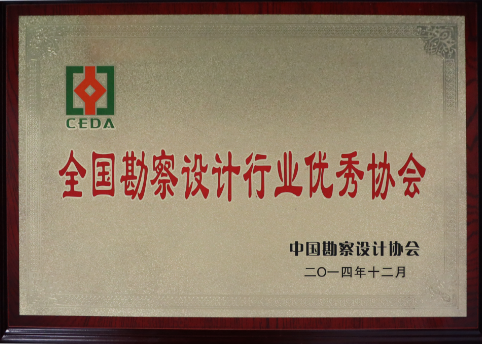 CEDA
全国勘察设计行业优秀协会
中国勘察设计协会
二〇一四年十二月